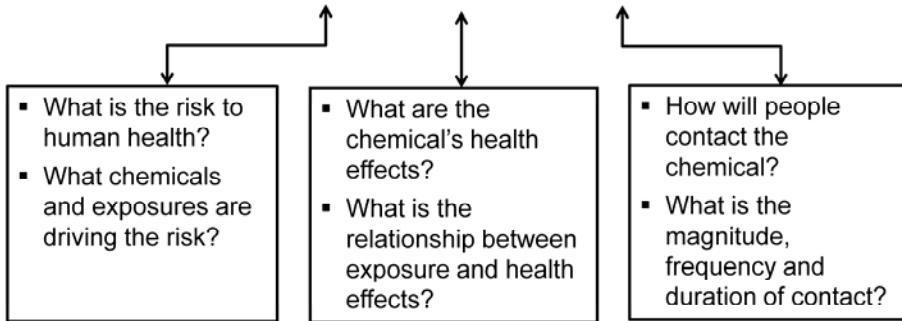 ▪ What is the risk to
human health?
▪ What chemicals
and exposures are
driving the risk?
▪ What are the
chemical's health
effects?
▪ What is the
relationship between
exposure and health
effects?
▪ How will people
contact the
chemical?
▪ What is the
magnitude,
frequency and
duration of contact?